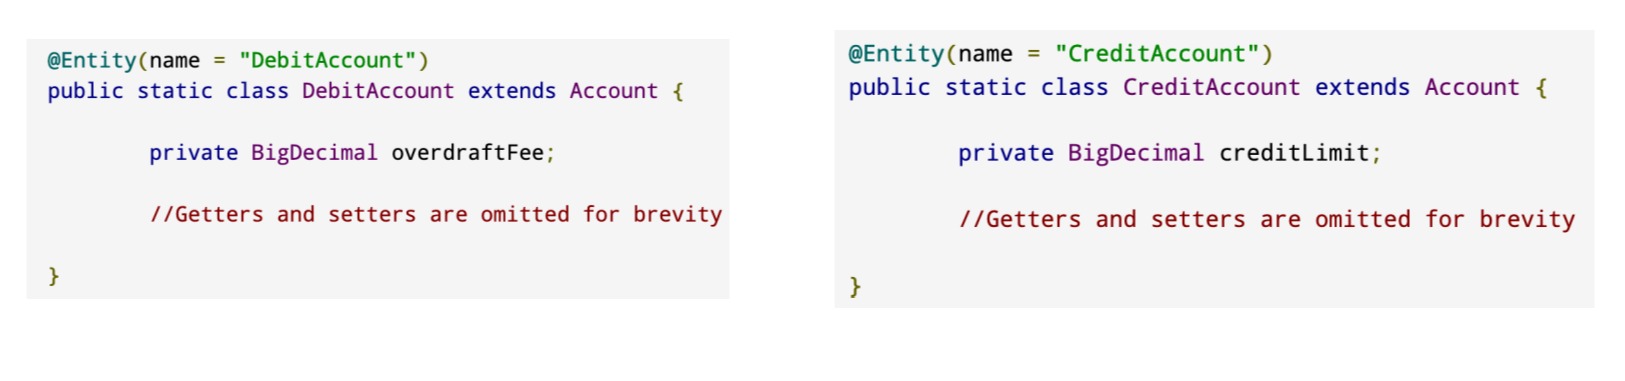 @Entity(name = "DebitAccount")
public static class DebitAccount extends Account {
private BigDecimal overdraftFee;
//Getters and setters are omitted for brevity
}
@Entity(name = "CreditAccount")
public static class CreditAccount extends Account {
private BigDecimal creditLimit;
//Getters and setters are omitted for brevity
}